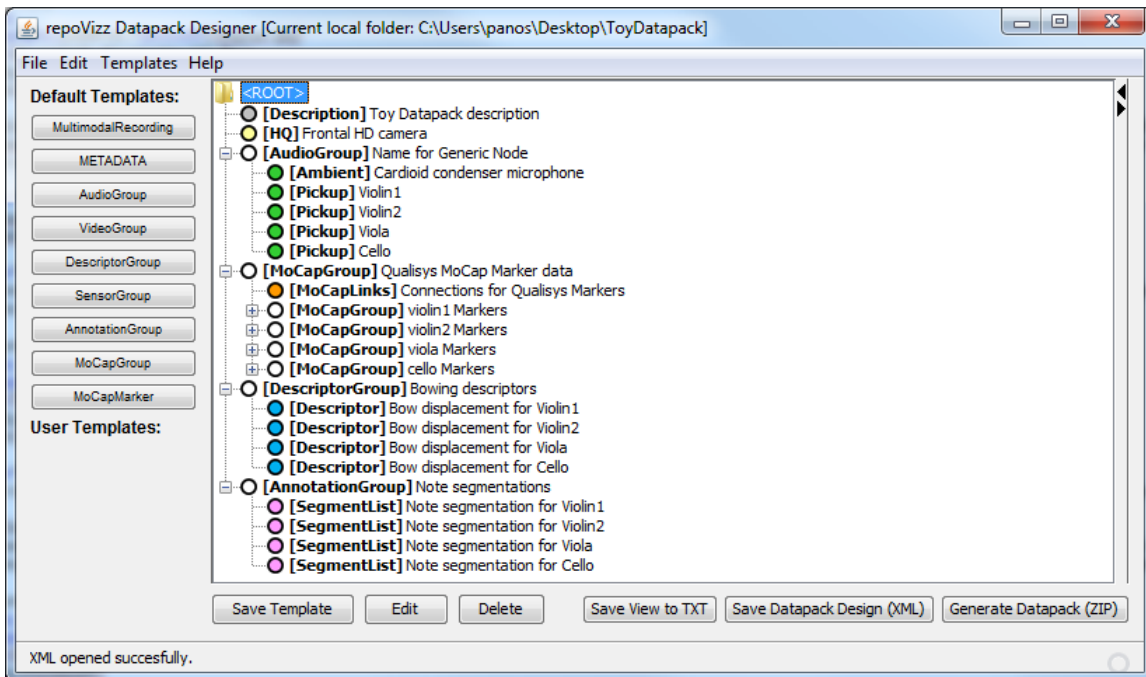 repoVizz Datapack Designer [Current local folder: C:\Users\panos\Desktop\ToyDatapack]
File Edit Templates Help
Default Templates:
MultimodalRecording
METADATA
AudioGroup
VideoGroup
DescriptorGroup
SensorGroup
AnnotationGroup
MoCapGroup
MoCapMarker
User Templates:
<ROOT>
[Description] Toy Datapack description
[HQ] Frontal HD camera
[AudioGroup] Name for Generic Node
[Ambient] Cardioid condenser microphone
[Pickup] Violin1
[Pickup] Violin2
[Pickup] Viola
[Pickup] Cello
[MoCapGroup] Qualisys MoCap Marker data
[MoCapLinks] Connections for Qualisys Markers
[MoCapGroup] violin1 Markers
[MoCapGroup] violin2 Markers
[MoCapGroup] viola Markers
[MoCapGroup] cello Markers
[DescriptorGroup] Bowing descriptors
[Descriptor] Bow displacement for Violin1
[Descriptor] Bow displacement for Violin2
[Descriptor] Bow displacement for Viola
[Descriptor] Bow displacement for Cello
[AnnotationGroup] Note segmentations
[SegmentList] Note segmentation for Violin1
[SegmentList] Note segmentation for Violin2
[SegmentList] Note segmentation for Viola
[SegmentList] Note segmentation for Cello
Save Template Edit Delete Save View to TXT Save Datapack Design (XML) Generate Datapack (ZIP)
XML opened succesfully.